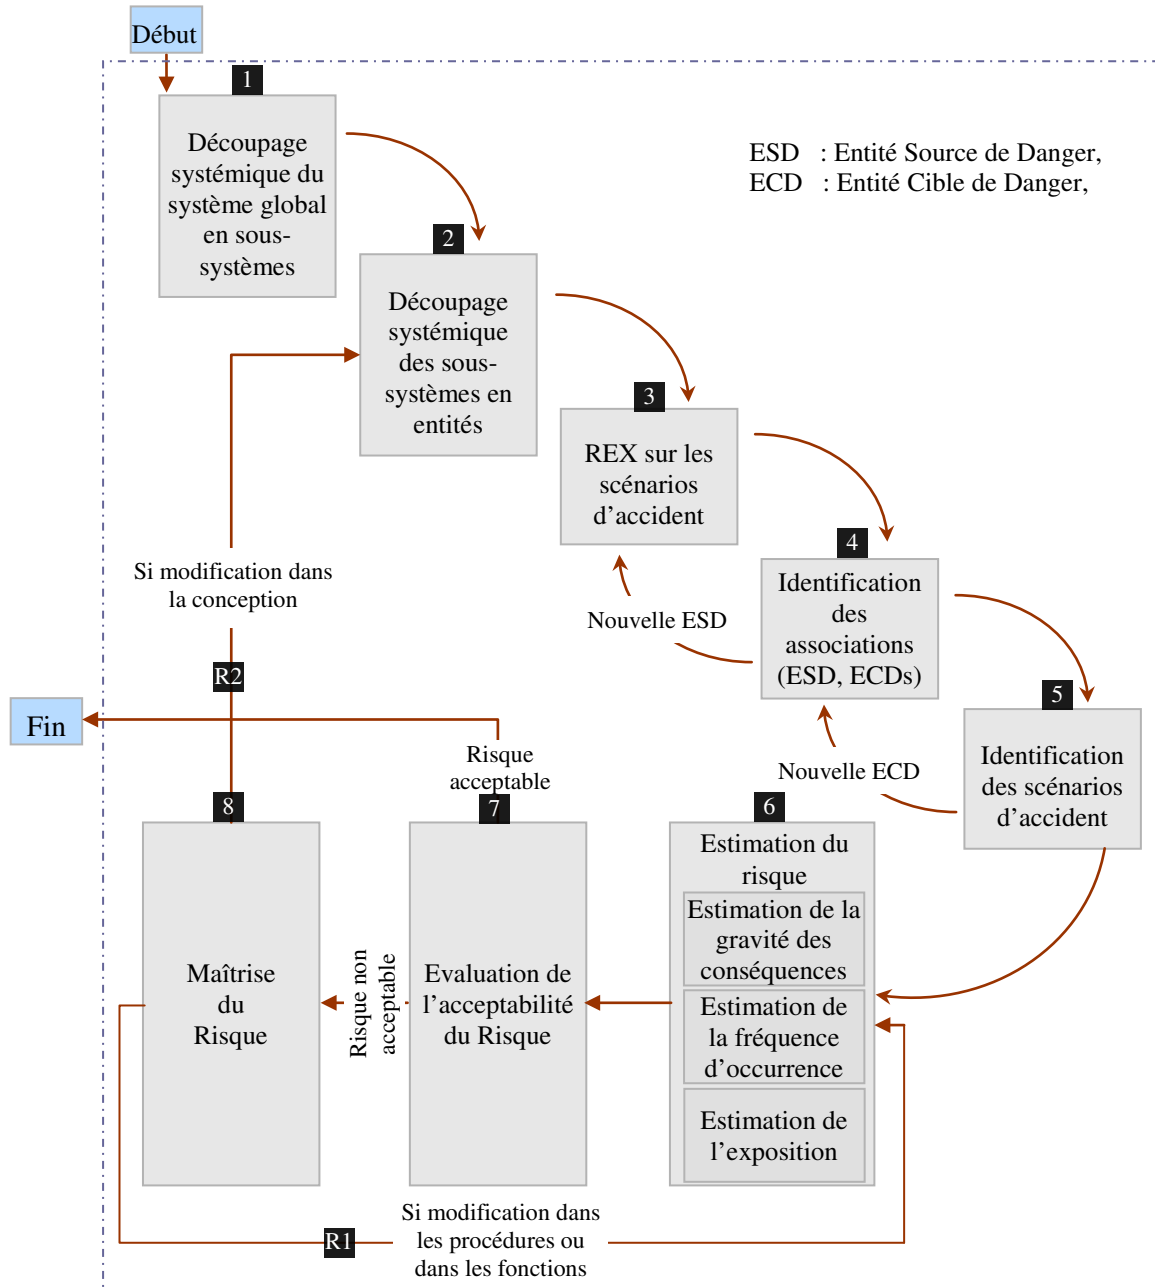 Début
1
Découpage
systémique du
système global
en sous-
systèmes
ESD : Entité Source de Danger,
ECD : Entité Cible de Danger,
2
Découpage
systémique
des sous-
systèmes en
entités
3
REX sur les
scénarios
d’accident
4
Identification
des
associations
(ESD, ECDs)
Si modification dans
la conception
Nouvelle ESD
R2
5
Identification
des scénarios
d’accident
Fin
Risque
acceptable
Nouvelle ECD
8
Maîtrise
du
Risque
Risque non
acceptable
7
Evaluation de
l’acceptabilité
du Risque
6
Estimation du
risque
Estimation de la
gravité des
conséquences
Estimation de
la fréquence
d’occurrence
Estimation de
l’exposition
R1
Si modification dans
les procédures ou
dans les fonctions